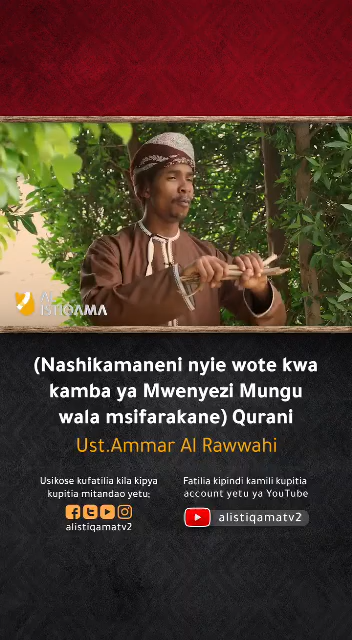 AL
ISTIQAMA
(Nashikamaneni nyie wote kwa
kamba ya Mwenyezi Mungu
wala msifarakane) Qurani
Ust.Ammar Al Rawwahi
Usikose kufatilia kila kipya
kupitia mitandao yetu;
alistiqamatv2
Fatilia kipindi kamili kupitia
account yetu ya YouTube
alistiqamatv2